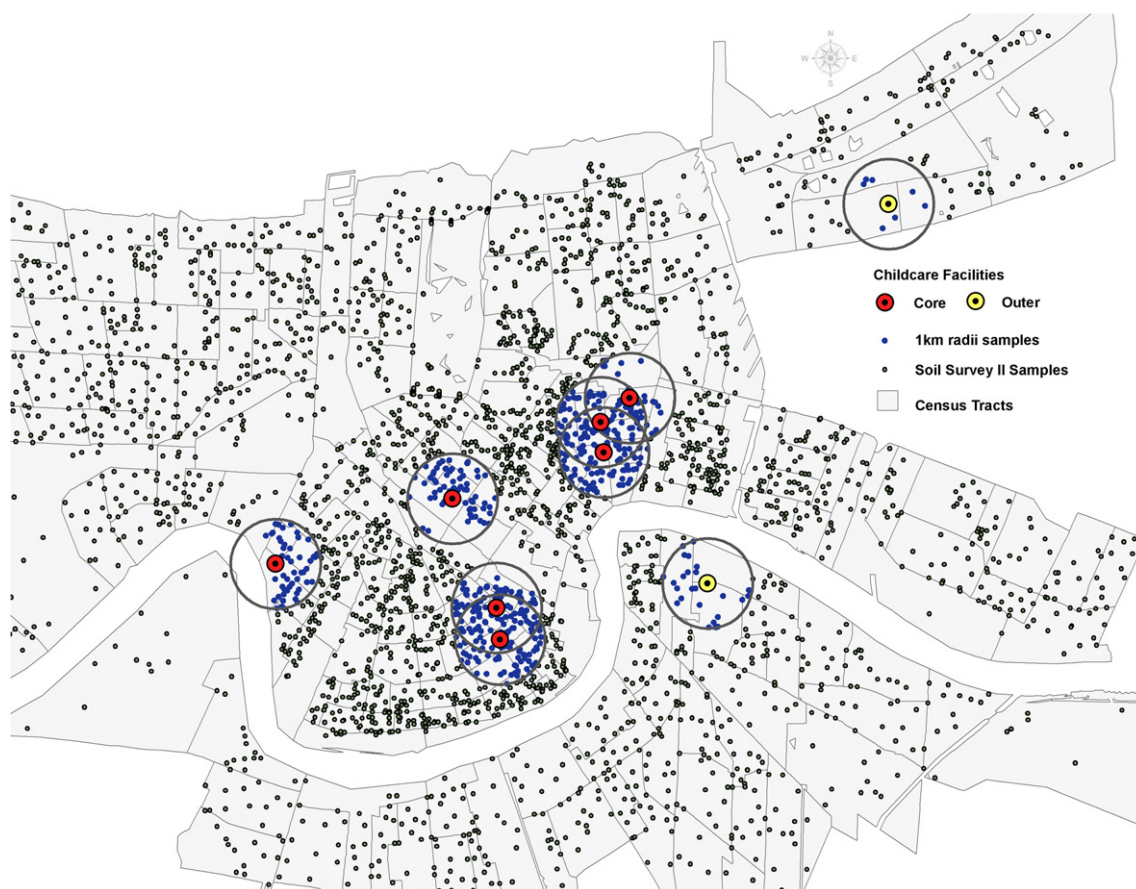 N
W E
S
Childcare Facilities
Core Outer
1km radii samples
Soil Survey II Samples
Census Tracts